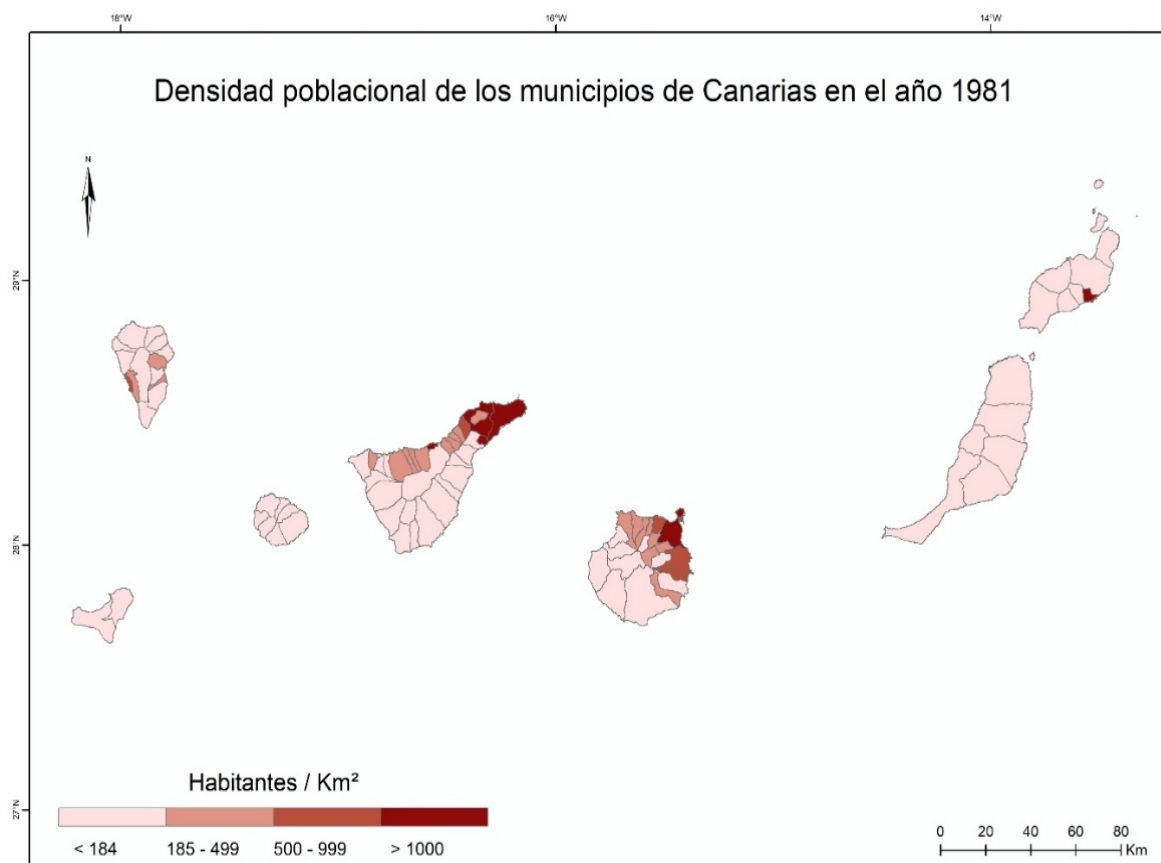 18°W 16°W 14°W
Densidad poblacional de los municipios de Canarias en el año 1981
N
29°N
28°N
27°N
Habitantes / Km²
< 184 185 - 499 500 - 999 > 1000
0 20 40 60 80
Km